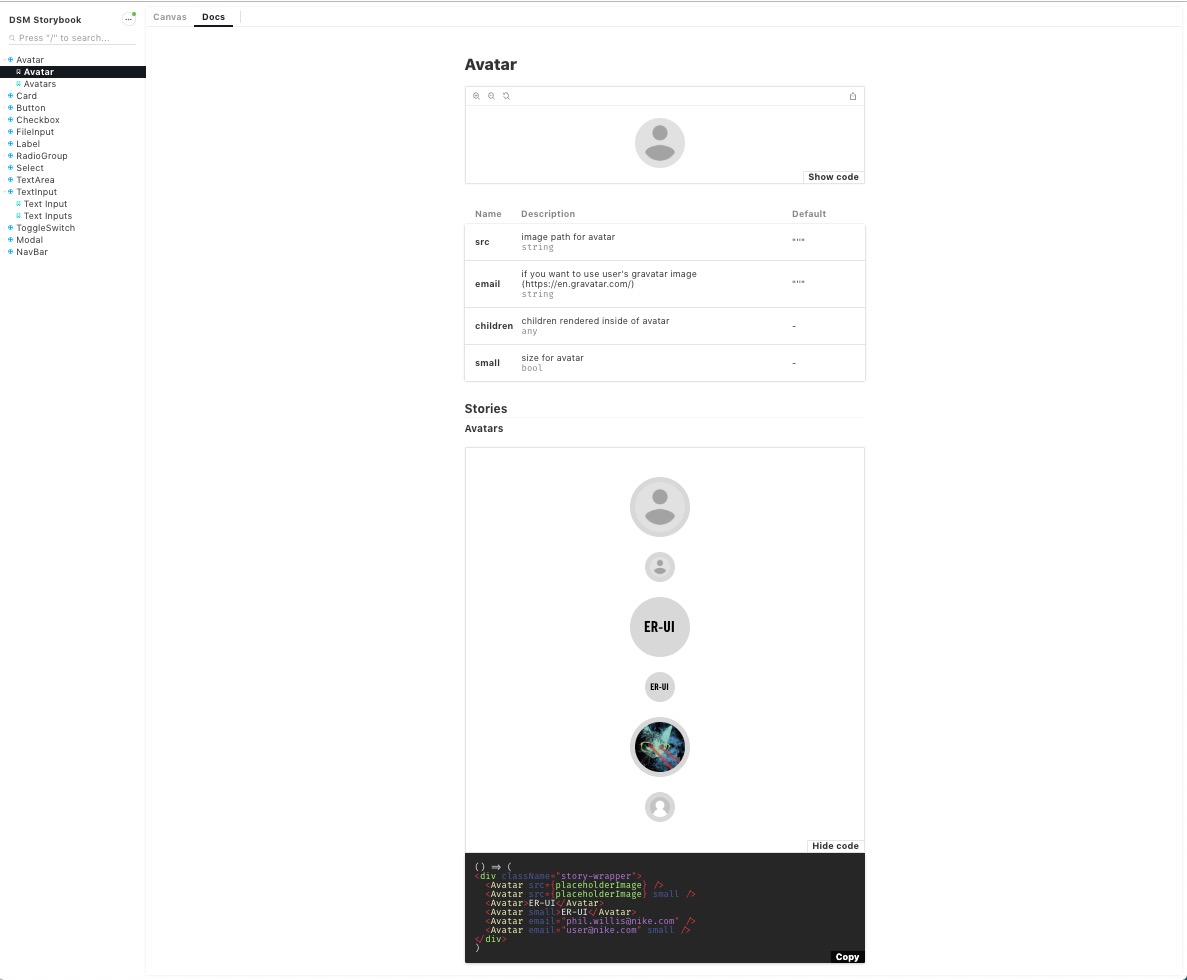 DSM Storybook
Press "/" to search...
Avatar
Avatar
Avatars
Card
Button
Checkbox
FileInput
Label
RadioGroup
Select
TextArea
TextInput
Text Input
Text Inputs
ToggleSwitch
Modal
NavBar
Canvas Docs
Avatar
Show code
Name Description Default
src image path for avatar """
string
email if you want to use user's gravatar image
(https://en.gravatar.com/)
string
children children rendered inside of avatar -
any
small size for avatar -
bool
Stories
Avatars
ER-UI
ER-UI
Hide code
() => (
<div className="story-wrapper">
<Avatar src={placeholderImage} />
<Avatar src={placeholderImage} small />
<Avatar>ER-UI</Avatar>
<Avatar small>ER-UI</Avatar>
<Avatar email="phil.willis@nike.com" />
<Avatar email="user@nike.com" small />
</div>
)
Copy